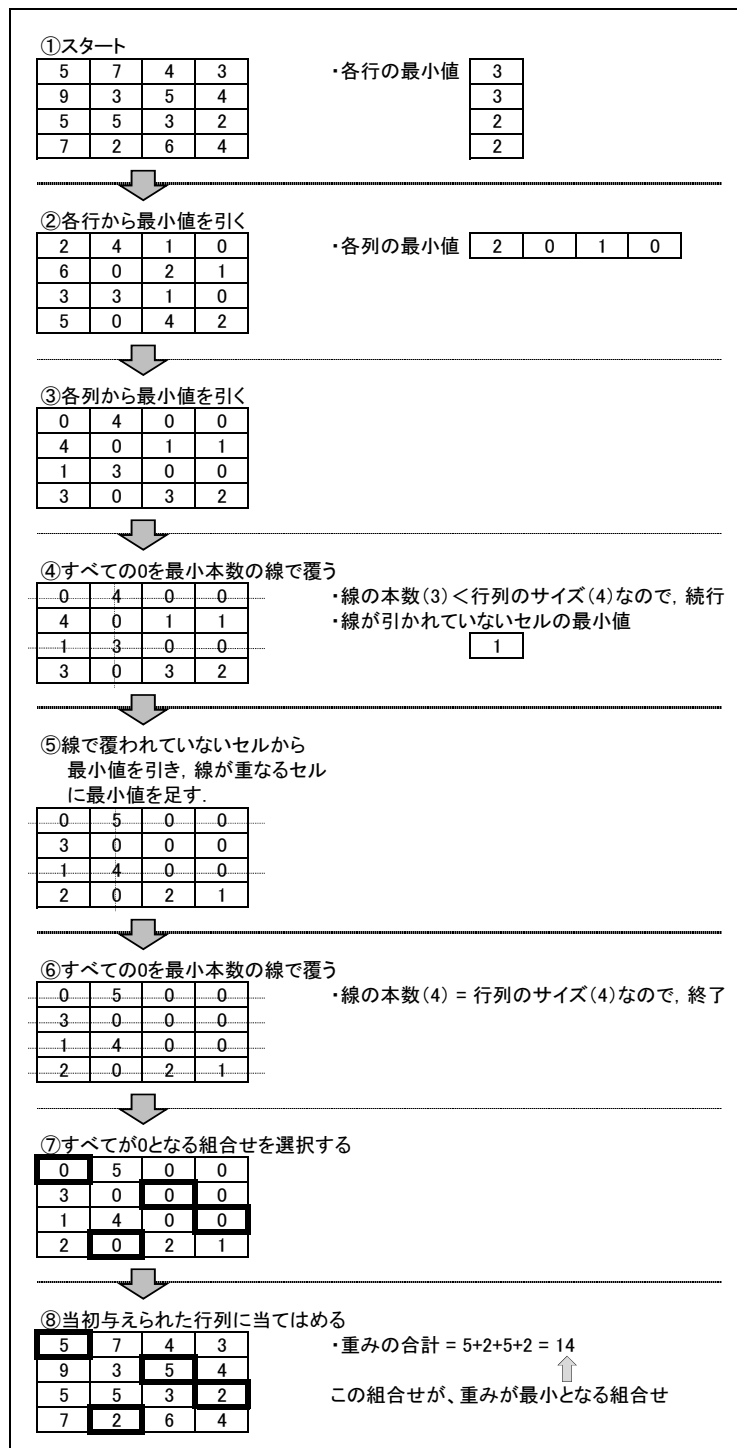 ①スタート
5 7 4 3 ・各行の最小値 3
9 3 5 4 3
5 5 3 2 2
7 2 6 4 2
②各行から最小値を引く
2 4 1 0 ・各列の最小値 2 0 1 0
6 0 2 1
3 3 1 0
5 0 4 2
③各列から最小値を引く
0 4 0 0
4 0 1 1
1 3 0 0
3 0 3 2
④すべての0を最小本数の線で覆う
0 4 0 0 ・線の本数(3)<行列のサイズ(4)なので, 続行
4 0 1 1 ・線が引かれていないセルの最小値
1 3 0 0 1
3 0 3 2
⑤線で覆われていないセルから
最小値を引き, 線が重なるセル
に最小値を足す.
0 5 0 0
3 0 0 0
1 4 0 0
2 0 2 1
⑥すべての0を最小本数の線で覆う
0 5 0 0 ・線の本数(4) = 行列のサイズ(4)なので, 終了
3 0 0 0
1 4 0 0
2 0 2 1
⑦すべてが0となる組合せを選択する
0 5 0 0
3 0 0 0
1 4 0 0
2 0 2 1
⑧当初与えられた行列に当てはめる
5 7 4 3 ・重みの合計 = 5+2+5+2 = 14
9 3 5 4
5 5 3 2 この組合せが、重みが最小となる組合せ
7 2 6 4